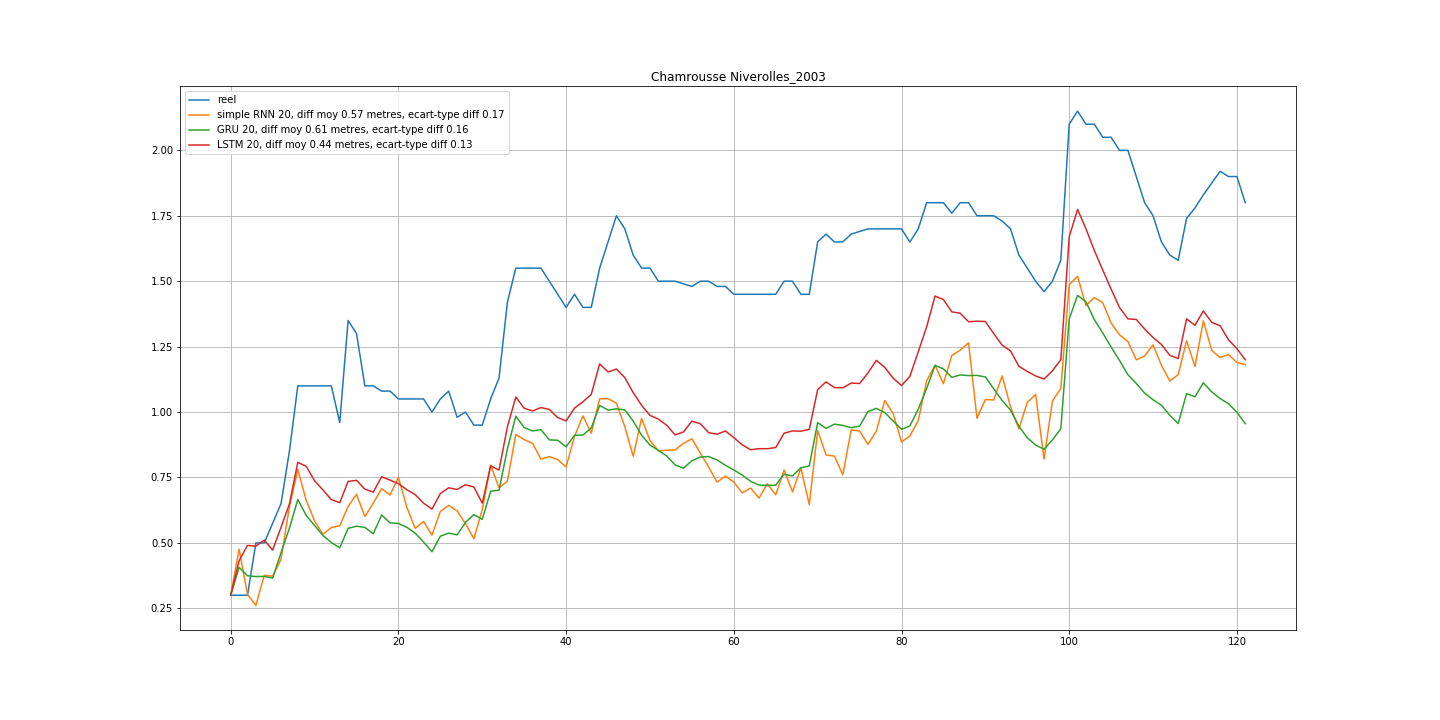 Chamrousse Niverolles_2003
reel
simple RNN 20, diff moy 0.57 metres, ecart-type diff 0.17
GRU 20, diff moy 0.61 metres, ecart-type diff 0.16
LSTM 20, diff moy 0.44 metres, ecart-type diff 0.13
2.00
1.75
1.50
1.25
1.00
0.75
0.50
0.25
0 20 40 60 80 100 120